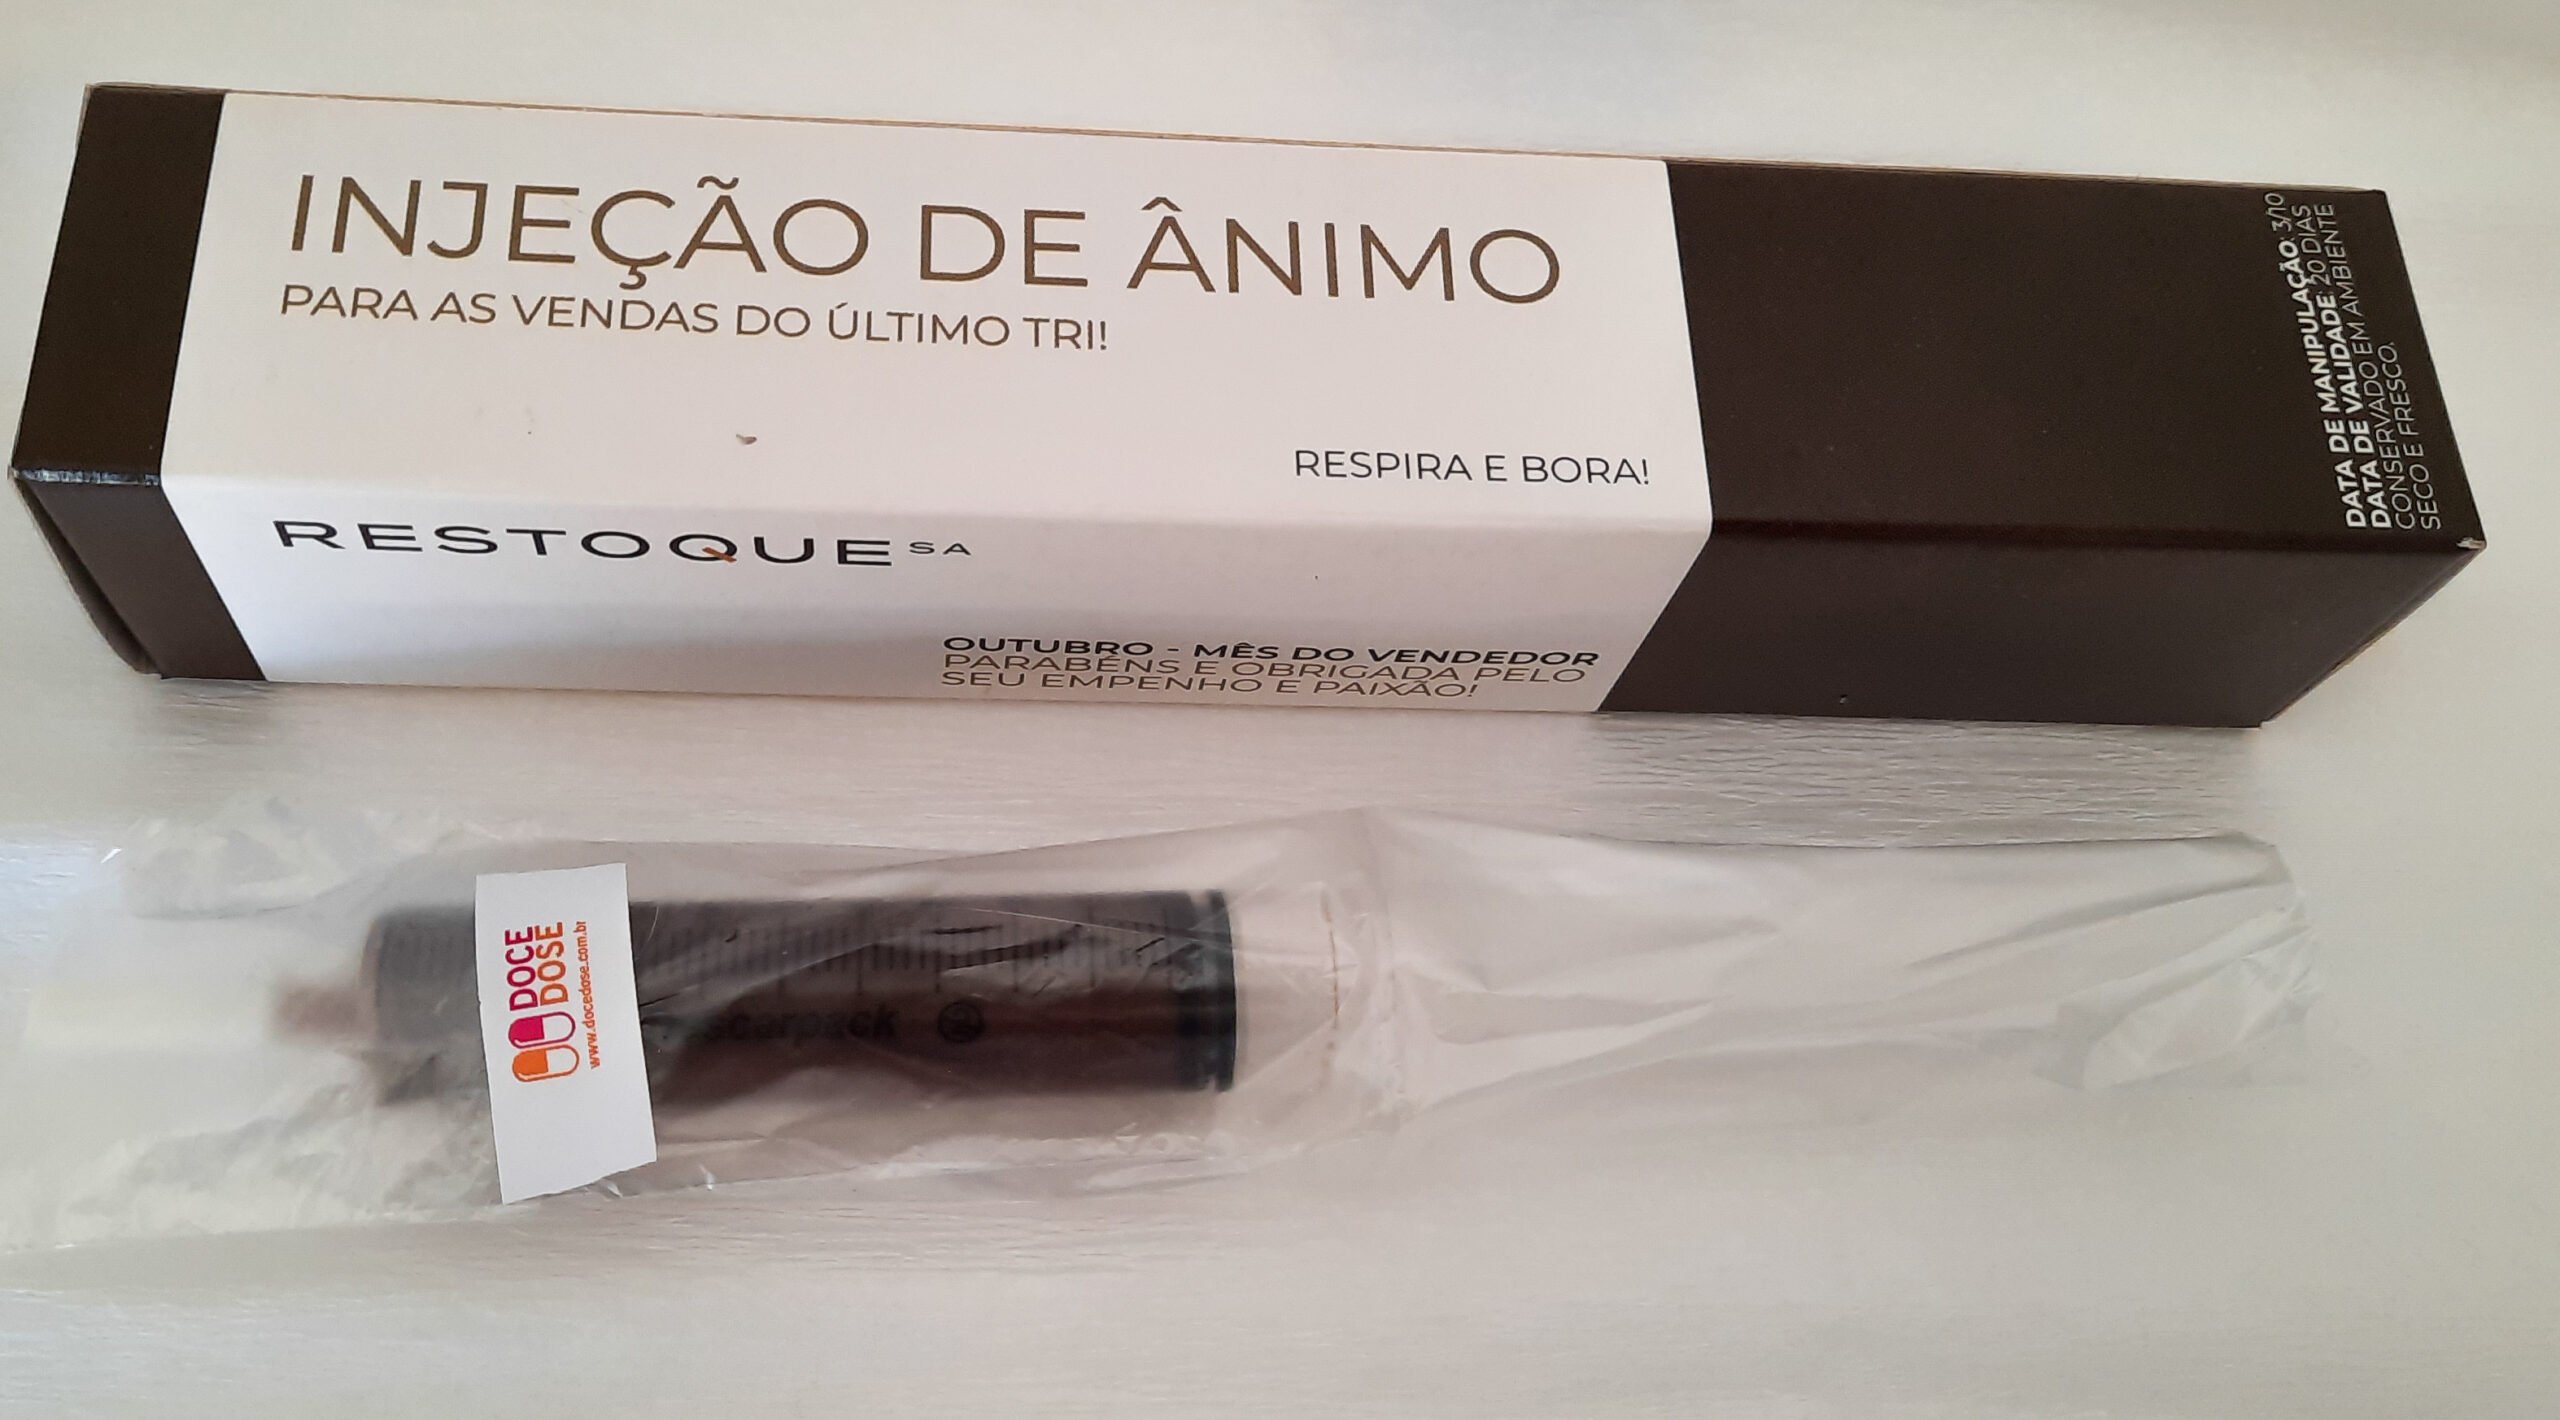 INJEÇÃO DE ÂNIMO
PARA AS VENDAS DO ÚLTIMO TRI!
RESPIRA E BORA!
RESTOQUE SA
OUTUBRO - MÊS DO VENDEDOR
PARABÉNS E OBRIGADA PELO
SEU EMPENHO E PAIXÃO!
DATA DE MANIPULAÇÃO: 3/10
DATA DE VALIDADE: 20 DIAS
CONSERVADO EM AMBIENTE
SECO E FRESCO.
DOCE
DOSE
www.docedose.com.br